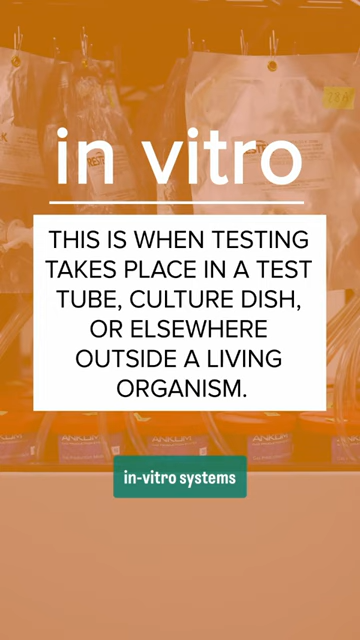 in vitro
THIS IS WHEN TESTING
TAKES PLACE IN A TEST
TUBE, CULTURE DISH,
OR ELSEWHERE
OUTSIDE A LIVING
ORGANISM.
in-vitro systems